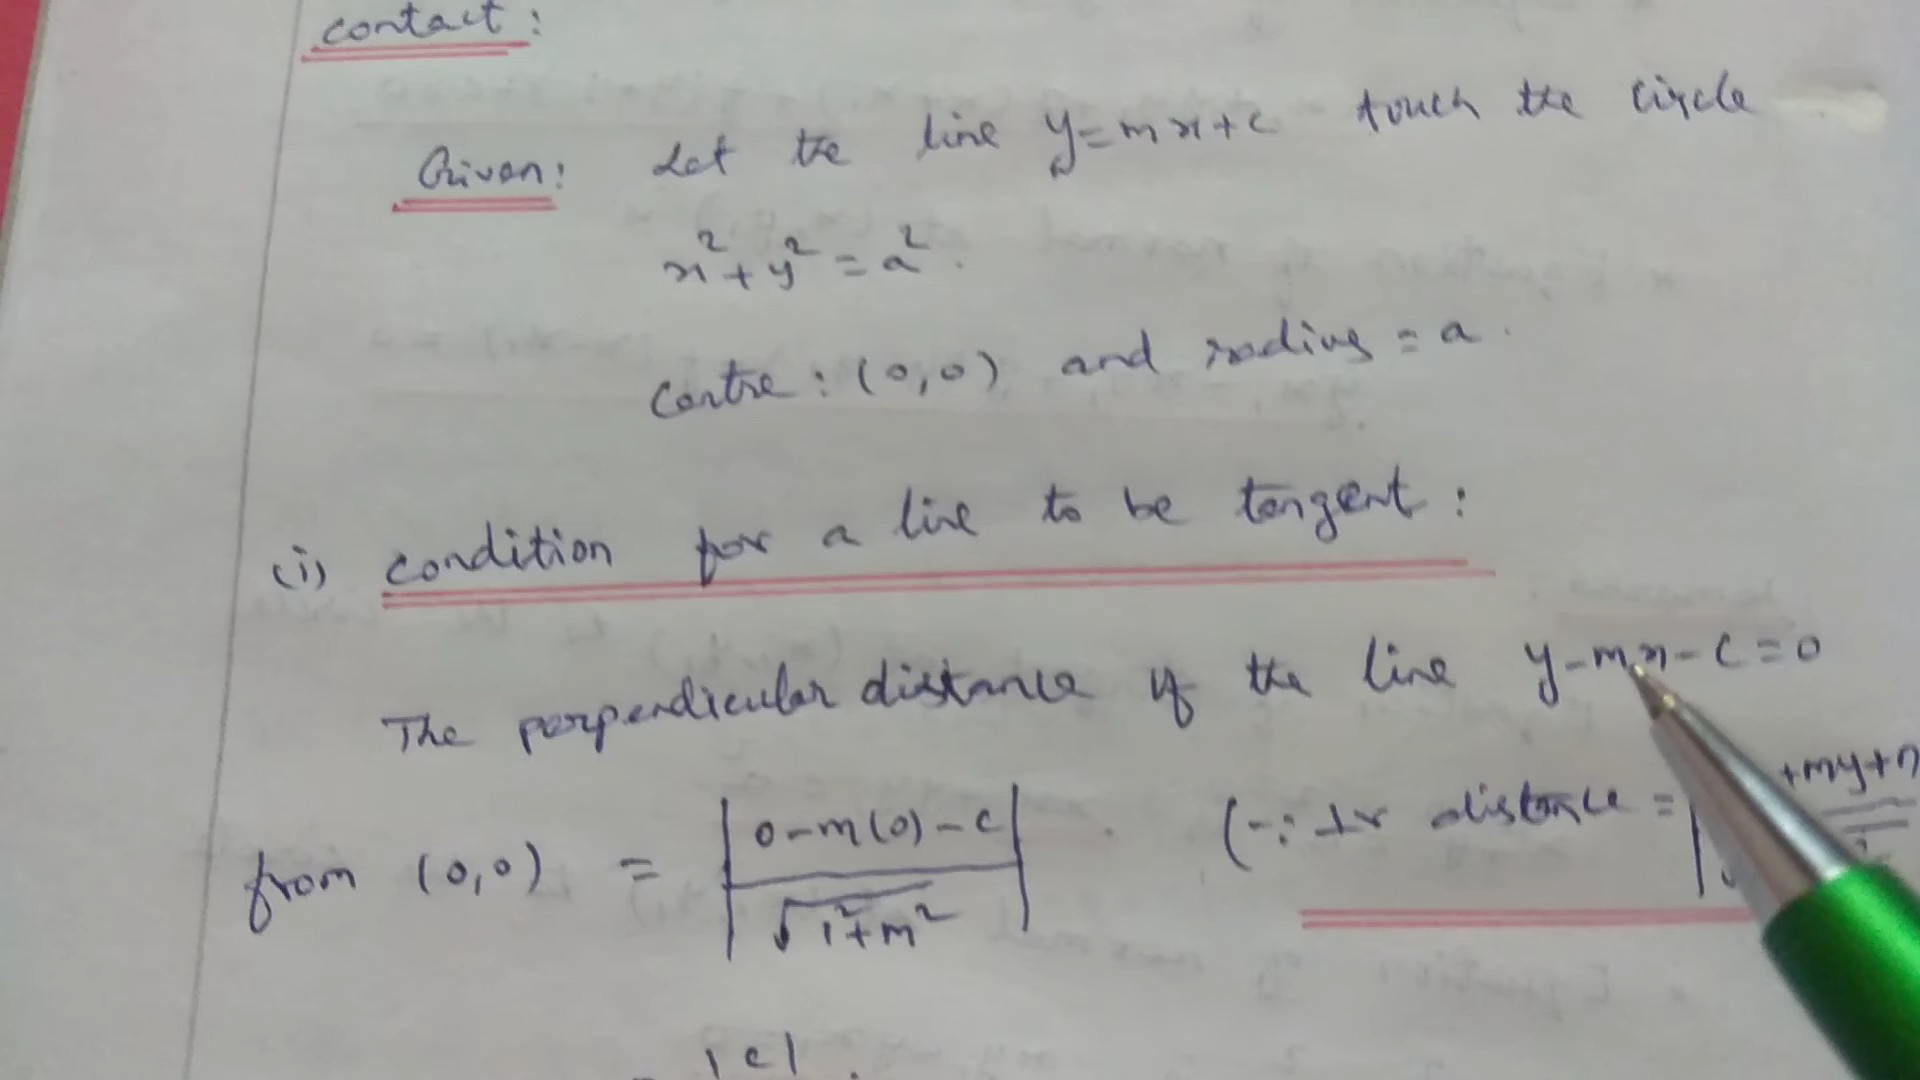 contact:
Given: Let the line y=mx+c touch the circle
x²+y²=a².
Centre: (0,0) and radius = a.
(i) condition for a line to be tangent:
The perpendicular distance of the line y-mx-c=0
from (0,0) = |0-m(0)-c / √1²+m²| (∵ ⊥r distance = | +my+n
= |c| .